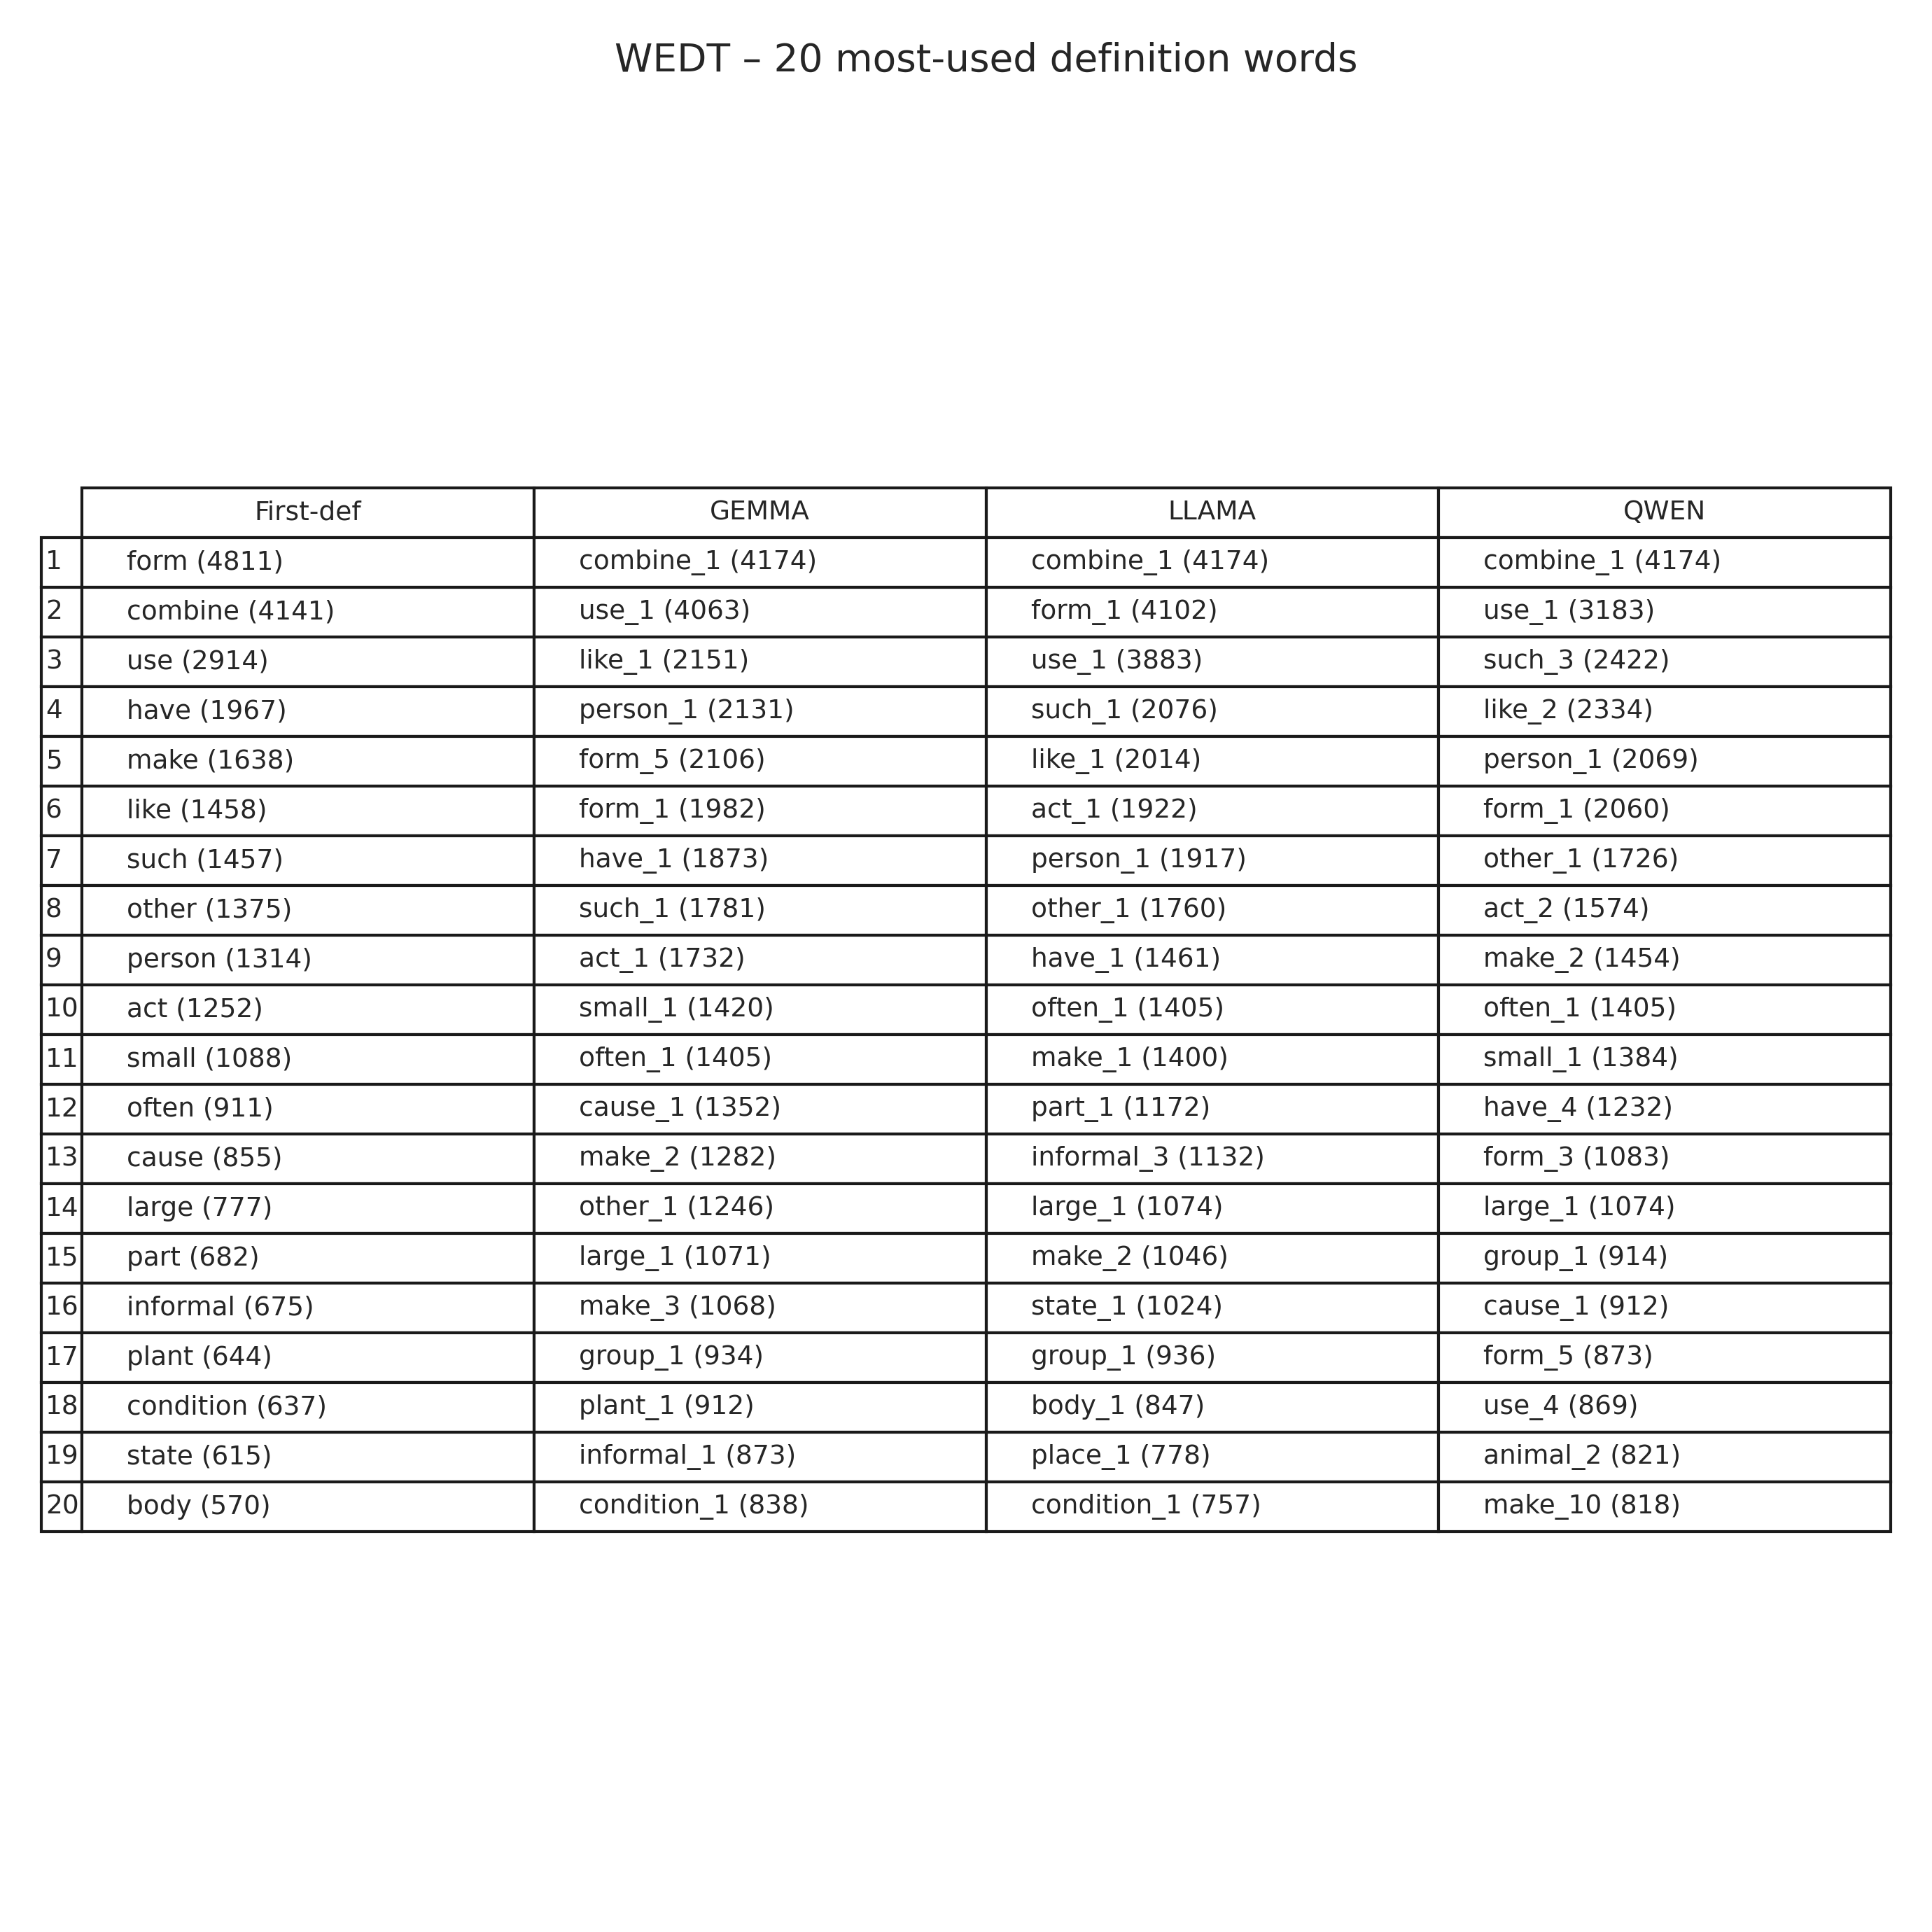 WEDT – 20 most-used definition words
First-def GEMMA LLAMA QWEN
1 form (4811) combine_1 (4174) combine_1 (4174) combine_1 (4174)
2 combine (4141) use_1 (4063) form_1 (4102) use_1 (3183)
3 use (2914) like_1 (2151) use_1 (3883) such_3 (2422)
4 have (1967) person_1 (2131) such_1 (2076) like_2 (2334)
5 make (1638) form_5 (2106) like_1 (2014) person_1 (2069)
6 like (1458) form_1 (1982) act_1 (1922) form_1 (2060)
7 such (1457) have_1 (1873) person_1 (1917) other_1 (1726)
8 other (1375) such_1 (1781) other_1 (1760) act_2 (1574)
9 person (1314) act_1 (1732) have_1 (1461) make_2 (1454)
10 act (1252) small_1 (1420) often_1 (1405) often_1 (1405)
11 small (1088) often_1 (1405) make_1 (1400) small_1 (1384)
12 often (911) cause_1 (1352) part_1 (1172) have_4 (1232)
13 cause (855) make_2 (1282) informal_3 (1132) form_3 (1083)
14 large (777) other_1 (1246) large_1 (1074) large_1 (1074)
15 part (682) large_1 (1071) make_2 (1046) group_1 (914)
16 informal (675) make_3 (1068) state_1 (1024) cause_1 (912)
17 plant (644) group_1 (934) group_1 (936) form_5 (873)
18 condition (637) plant_1 (912) body_1 (847) use_4 (869)
19 state (615) informal_1 (873) place_1 (778) animal_2 (821)
20 body (570) condition_1 (838) condition_1 (757) make_10 (818)